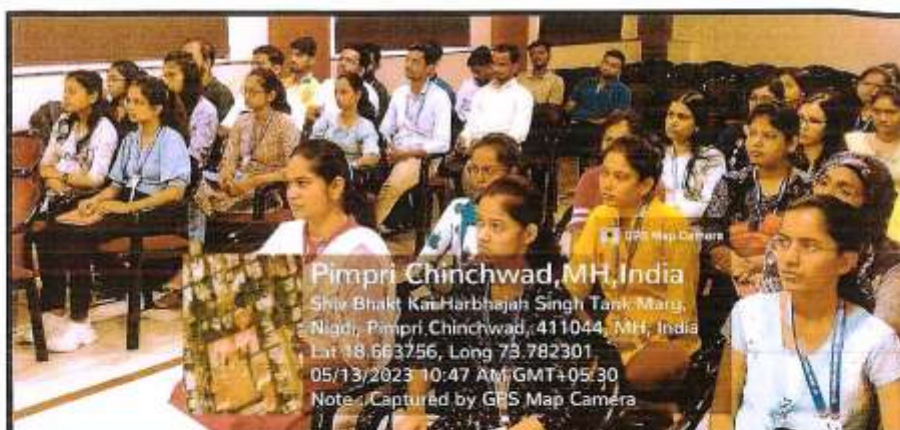 GPS Map Camera
Pimpri Chinchwad,MH,India
Shiv Bhakt Kai Harbhajan Singh Tank Marg,
Nigdi, Pimpri Chinchwad, 411044, MH, India
Lat 18.663756, Long 73.782301
05/13/2023 10:47 AM GMT+05:30
Note : Captured by GPS Map Camera